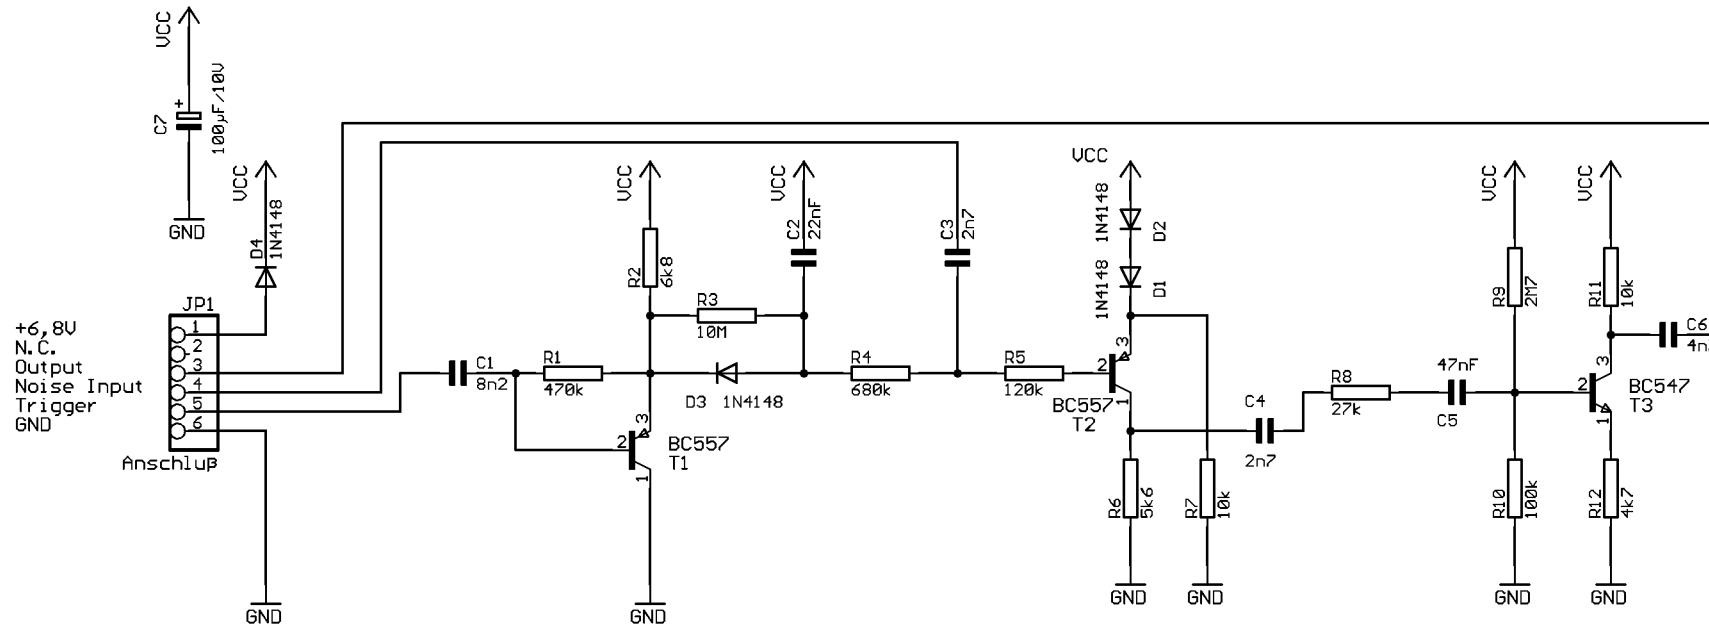 VCC
+
C7
100µF/10V
GND
VCC
D4
1N4148
JP1
+6,8V
N.C.
Output
Noise Input
Trigger
GND
1
2
3
4
5
6
Anschluß
GND
C1
8n2
R1
470k
VCC
R2
6k8
R3
10M
D3 1N4148
3
2
1
BC557
T1
GND
VCC
C2
22nF
R4
680k
C3
2n7
R5
120k
VCC
1N4148
D2
1N4148
D1
3
2
1
BC557
T2
R6
5k6
GND
R7
10k
GND
C4
2n7
R8
27k
47nF
C5
VCC
R9
2M7
R10
100k
GND
VCC
R11
10k
3
2
1
BC547
T3
R12
4k7
GND
C6
4n